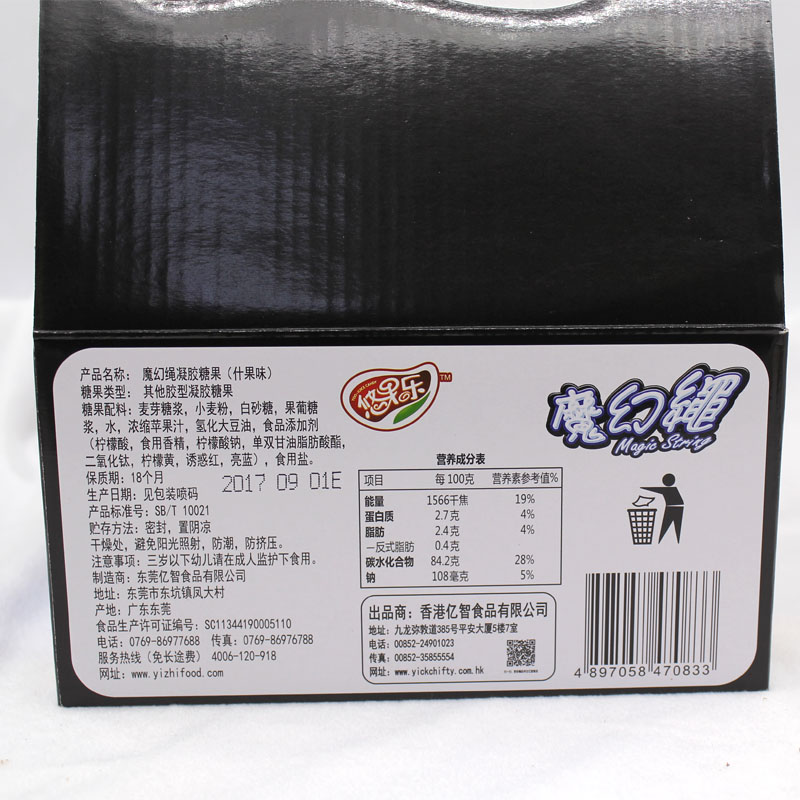 产品名称： 魔幻绳凝胶糖果（什果味）
糖果类型： 其他胶型凝胶糖果
糖果配料：麦芽糖浆，小麦粉，白砂糖，果葡糖
浆，水，浓缩苹果汁，氢化大豆油，食品添加剂
（柠檬酸，食用香精，柠檬酸钠，单双甘油脂肪酸酯，
二氧化钛，柠檬黄，诱惑红，亮蓝），食用盐。
保质期：18个月
生产日期：见包装喷码
2017 09 01E
产品标准号：SB/T 10021
贮存方法：密封，置阴凉
干燥处，避免阳光照射，防潮，防挤压。
注意事项：三岁以下幼儿请在成人监护下食用。
制造商：东莞亿智食品有限公司
地址：东莞市东坑镇凤大村
产地：广东东莞
食品生产许可证编号：SC11344190005110
电话：0769-86977688 传真：0769-86976788
服务热线（免长途费） 4006-120-918
网址：www.yizhifood.com
悠果乐 TM
魔幻繩
Magic String
营养成分表
项目 每 100克 营养素参考值%
能量 1566千焦 19%
蛋白质 2.7克 4%
脂肪 2.4克 4%
—反式脂肪 0.4克
碳水化合物 84.2克 28%
钠 108毫克 5%
出品商：香港亿智食品有限公司
地址：九龙弥敦道385号平安大厦5楼7室
电话：00852-24901023
传真：00852-35855554
网址：www.yickchifty.com.hk
4 897058 470833